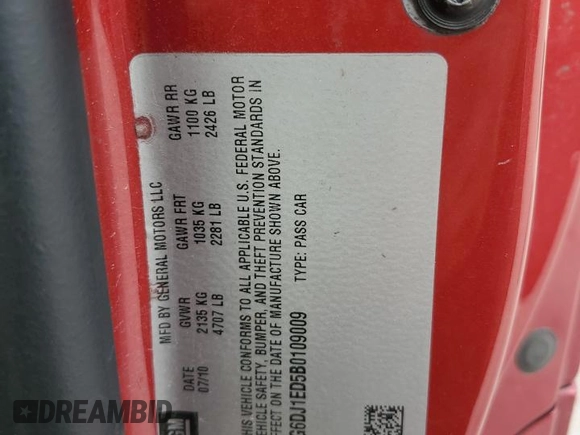 MFD BY GENERAL MOTORS LLC
DATE GVWR GAWR FRT GAWR RR
07/10 2135 KG 1035 KG 1100 KG
4707 LB 2281 LB 2426 LB
THIS VEHICLE CONFORMS TO ALL APPLICABLE U.S. FEDERAL MOTOR
VEHICLE SAFETY, BUMPER, AND THEFT PREVENTION STANDARDS IN
EFFECT ON THE DATE OF MANUFACTURE SHOWN ABOVE.
G6DJ1ED5B0109009 TYPE: PASS CAR
GM
DREAMBID